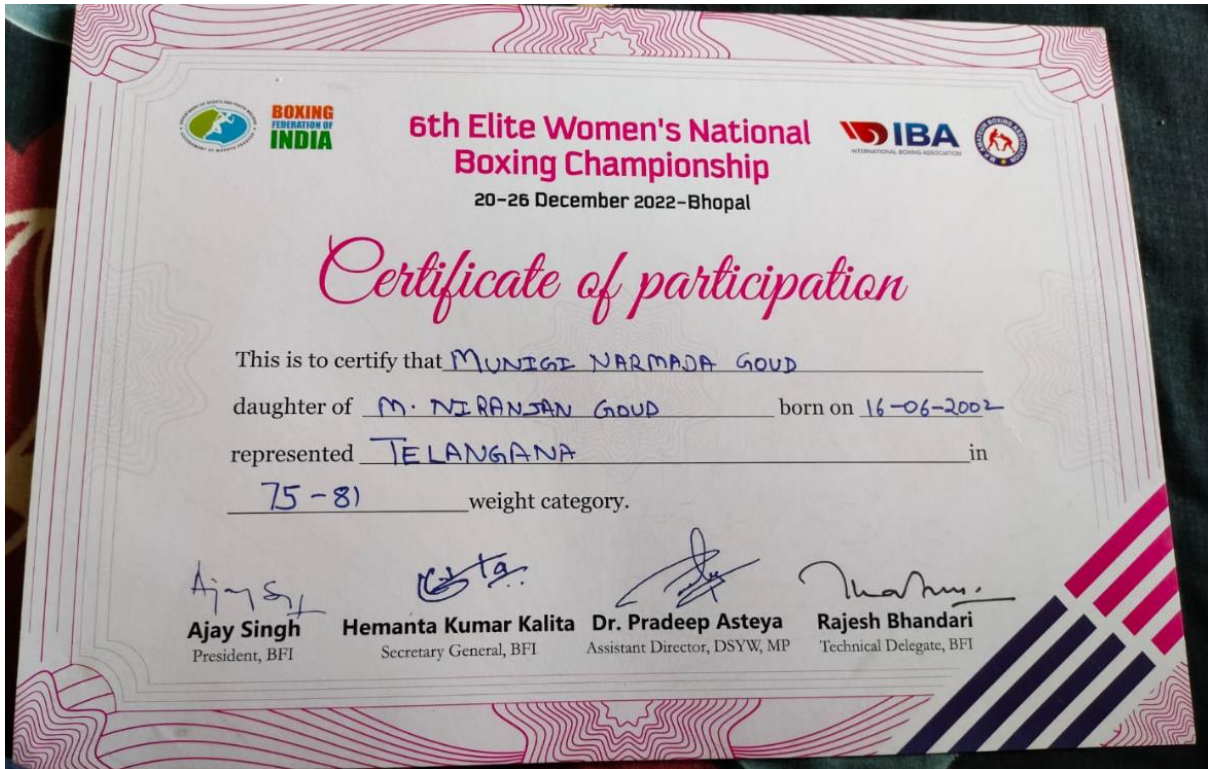 BOXING
FEDERATION OF
INDIA
6th Elite Women's National
Boxing Championship
20-26 December 2022-Bhopal
IBA
INTERNATIONAL BOXING ASSOCIATION
Certificate of participation
This is to certify that MUNIGI NARMADA GOUD
daughter of M. NIRANJAN GOUD born on 16-06-2002
represented TELANGANA in
75-81 weight category.
Ajay Singh Hemanta Kumar Kalita Dr. Pradeep Asteya Rajesh Bhandari
President, BFI Secretary General, BFI Assistant Director, DSYW, MP Technical Delegate, BFI